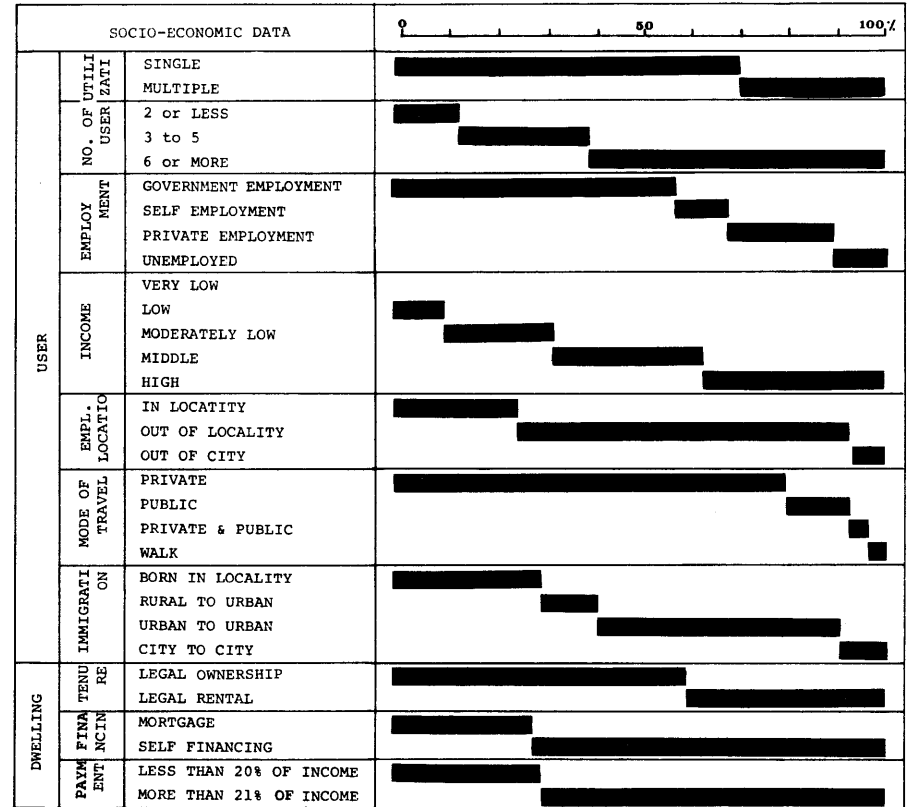 SOCIO-ECONOMIC DATA
0 50 100%
USER
UTILI
ZATI
SINGLE
MULTIPLE
NO. OF
USER
2 or LESS
3 to 5
6 or MORE
EMPLOY
MENT
GOVERNMENT EMPLOYMENT
SELF EMPLOYMENT
PRIVATE EMPLOYMENT
UNEMPLOYED
INCOME
VERY LOW
LOW
MODERATELY LOW
MIDDLE
HIGH
EMPL.
LOCATIO
IN LOCATITY
OUT OF LOCALITY
OUT OF CITY
MODE OF
TRAVEL
PRIVATE
PUBLIC
PRIVATE & PUBLIC
WALK
IMMIGRATI
ON
BORN IN LOCALITY
RURAL TO URBAN
URBAN TO URBAN
CITY TO CITY
DWELLING
TENU
RE
LEGAL OWNERSHIP
LEGAL RENTAL
FINA
NCIN
MORTGAGE
SELF FINANCING
PAYM
ENT
LESS THAN 20% OF INCOME
MORE THAN 21% OF INCOME